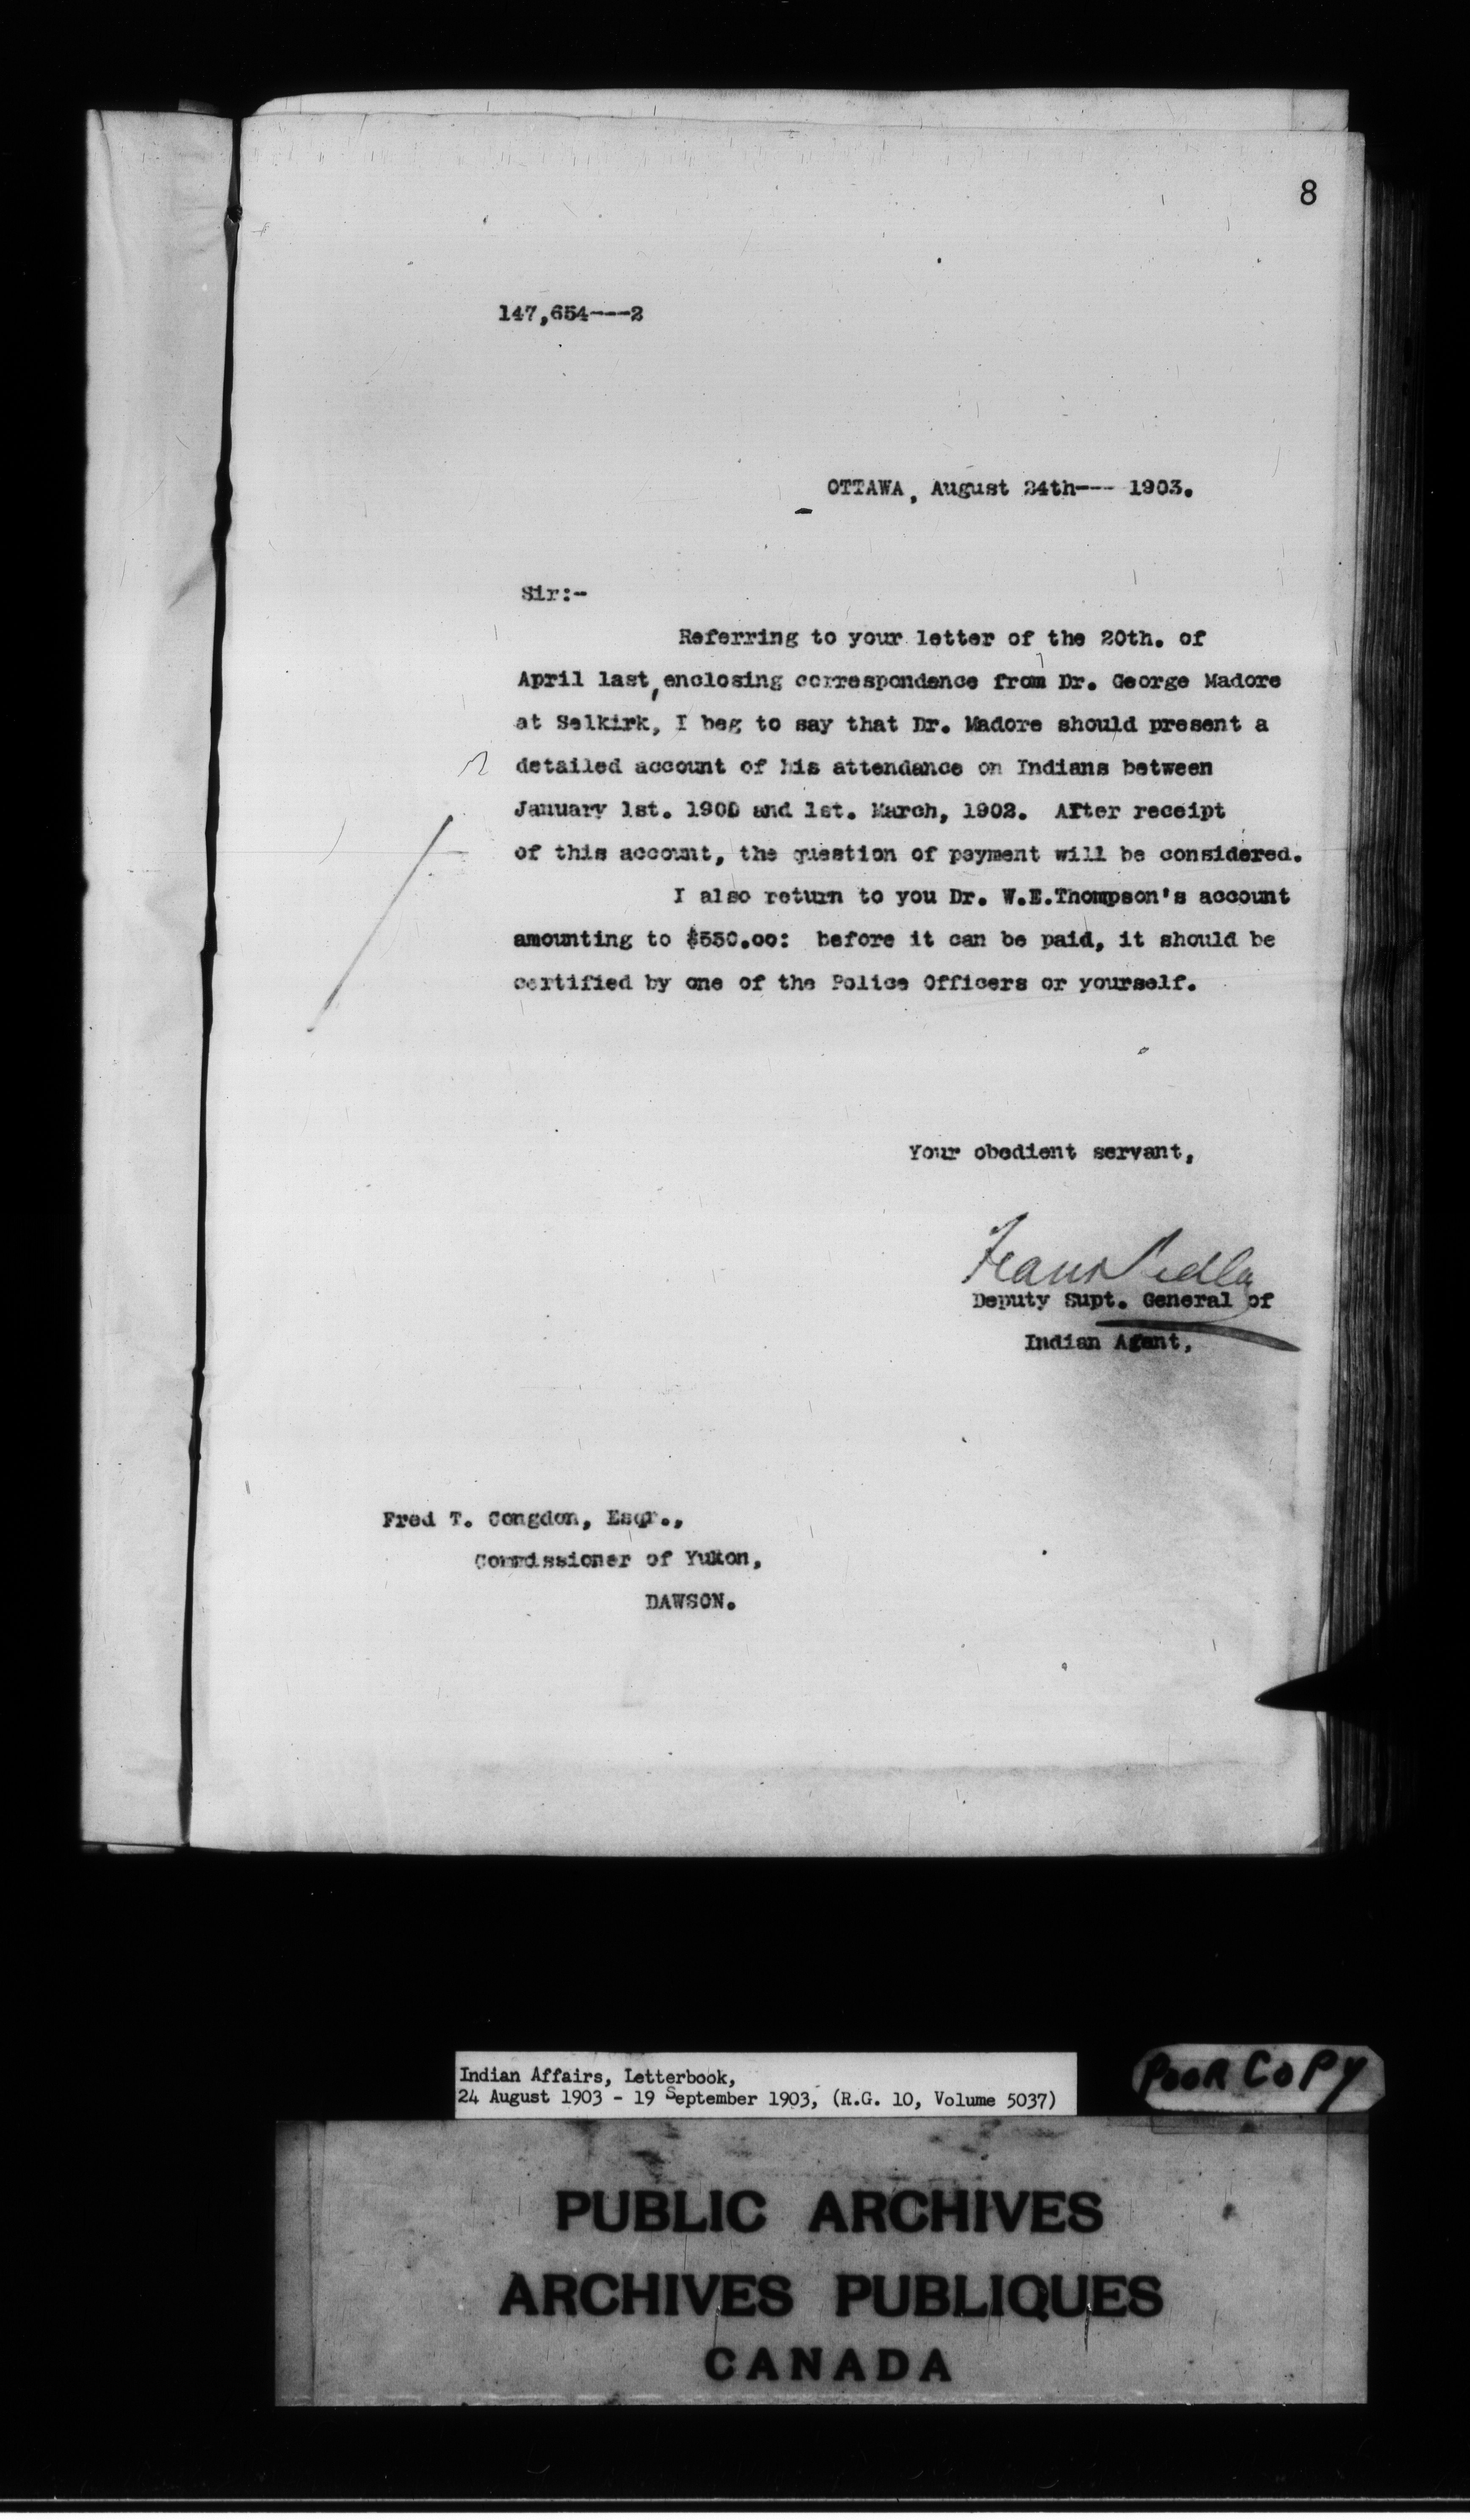 8
147,654---2
OTTAWA, August 24th--- 1903.
Sir:-
Referring to your letter of the 20th. of
April last, enclosing correspondence from Dr. George Madore
at Selkirk, I beg to say that Dr. Madore should present a
detailed account of his attendance on Indians between
January 1st. 1900 and 1st. March, 1902. After receipt
of this account, the question of payment will be considered.
I also return to you Dr. W.E.Thompson's account
amounting to $550.oo: before it can be paid, it should be
certified by one of the Police Officers or yourself.
Your obedient servant,
Frank Pedley
Deputy Supt. General of
Indian Agent,
Fred T. Congdon, Esqr.,
Commissioner of Yukon,
DAWSON.
Indian Affairs, Letterbook,
24 August 1903 - 19 September 1903, (R.G. 10, Volume 5037)
POOR COPY
PUBLIC ARCHIVES
ARCHIVES PUBLIQUES
CANADA